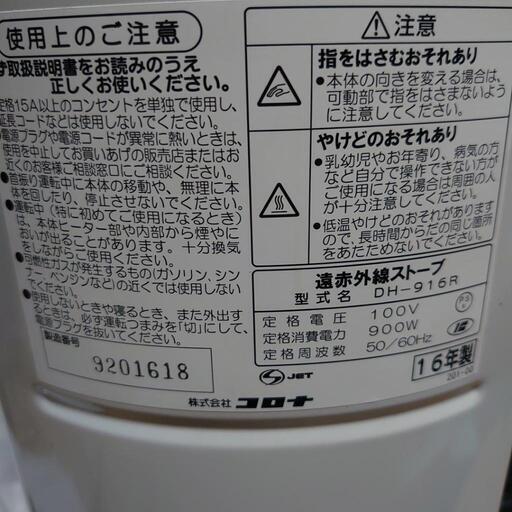 使用上のご注意
ず取扱説明書をお読みのうえ
正しくお使いください。
定格15A以上のコンセントを単独で使用し、
延長コードなどは使用しないでください。
電源プラグや電源コードが異常に熱いときは、
使用を中止してお買いあげの販売店またはお
近くのお客様ご相談窓口にご相談ください。
首振り運転中に本体の移動や、無理に本
体を回したり、停止させないでください。
運転中(特に初めてご使用になるとき)
は、本体ヒーター部や内部から煙やに
おいが出ることがあります。十分換気
をしながらご使用ください。
可燃性ガスが発生するもの(ガソリン、シン
ナー、ベンジンなど)の近くでは使用しない
でください。
使用しないときや寝るとき、また外出す
るときは、必ず運転つまみを「切」にして、
電源プラグを抜いてください。
製造番号
9201618
注意
指をはさむおそれあり
本体の向きを変える場合は、
可動部で指をはさまないよう
に注意してください。
やけどのおそれあり
乳幼児やお年寄り、病気の方
など自分で操作できない方が
ご使用になる場合は周囲の人
が十分注意してください。
低温やけどのおそれがあります
ので、長時間からだの同じ箇所
をあたためないでください。
遠赤外線ストーブ
型式名 DH-916R
定格電圧 100V
定格消費電力 900W
定格周波数 50/60Hz
PSE
JET
16年製
201-00
株式会社 コロナ